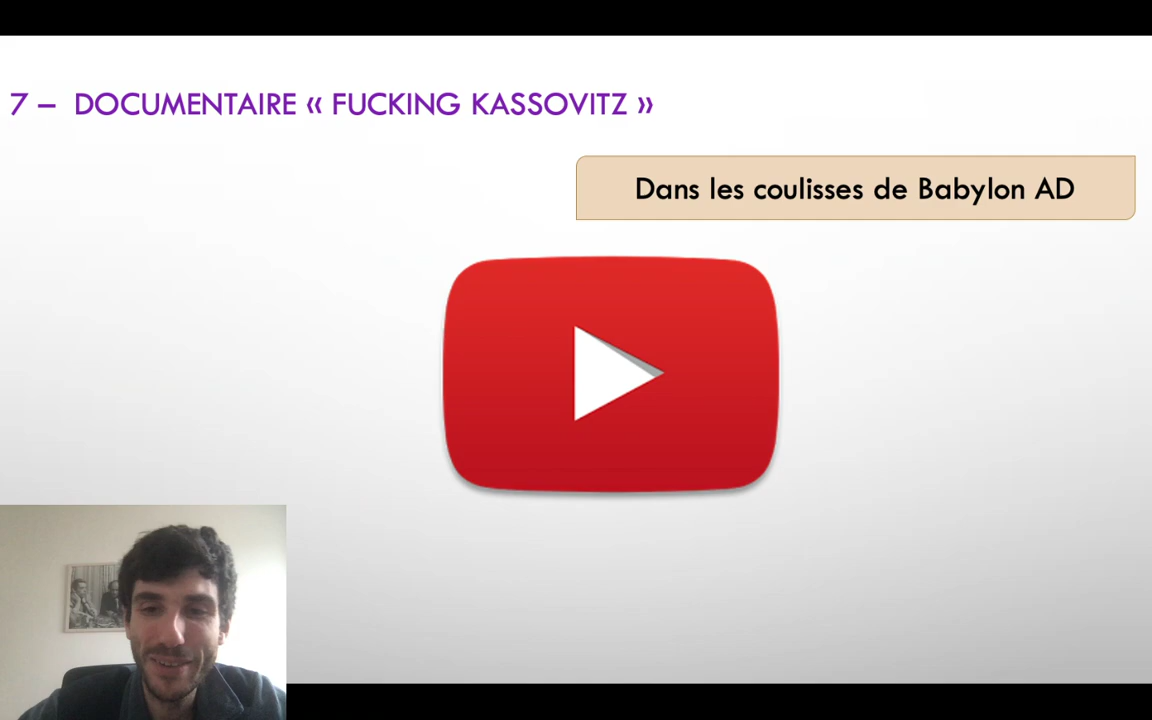 7 – DOCUMENTAIRE « FUCKING KASSOVITZ »
Dans les coulisses de Babylon AD